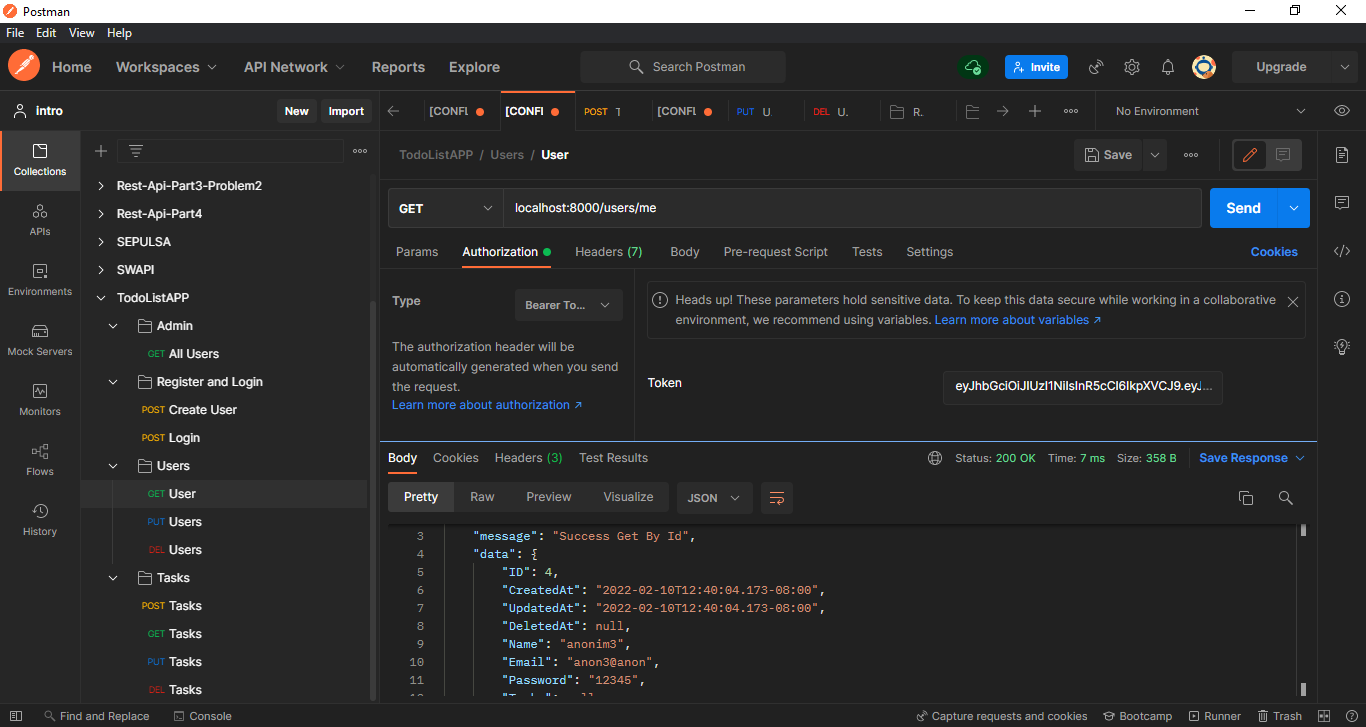 Postman
File Edit View Help
Home Workspaces API Network Reports Explore Search Postman Invite Upgrade
intro New Import
[CONFL [CONFL POST [CONFL PUT U. DEL U. R. No Environment
Collections
APIs
Environments
Mock Servers
Monitors
Flows
History
Rest-Api-Part3-Problem2
Rest-Api-Part4
SEPULSA
SWAPI
TodoListAPP
Admin
GET All Users
Register and Login
POST Create User
POST Login
Users
GET User
PUT Users
DEL Users
Tasks
POST Tasks
GET Tasks
PUT Tasks
DEL Tasks
TodoListAPP / Users / User Save
GET localhost:8000/users/me Send
Params Authorization Headers (7) Body Pre-request Script Tests Settings Cookies
Type Bearer To...
The authorization header will be
automatically generated when you send
the request.
Learn more about authorization ↗
Heads up! These parameters hold sensitive data. To keep this data secure while working in a collaborative
environment, we recommend using variables. Learn more about variables ↗
Token eyJhbGciOiJIUzI1NiIsInR5cCI6IkpXVCJ9.eyJ...
Body Cookies Headers (3) Test Results Status: 200 OK Time: 7 ms Size: 358 B Save Response
Pretty Raw Preview Visualize JSON
3 "message": "Success Get By Id",
4 "data": {
5 "ID": 4,
6 "CreatedAt": "2022-02-10T12:40:04.173-08:00",
7 "UpdatedAt": "2022-02-10T12:40:04.173-08:00",
8 "DeletedAt": null,
9 "Name": "anonim3",
10 "Email": "anon3@anon",
11 "Password": "12345",
Find and Replace Console Capture requests and cookies Bootcamp Runner Trash